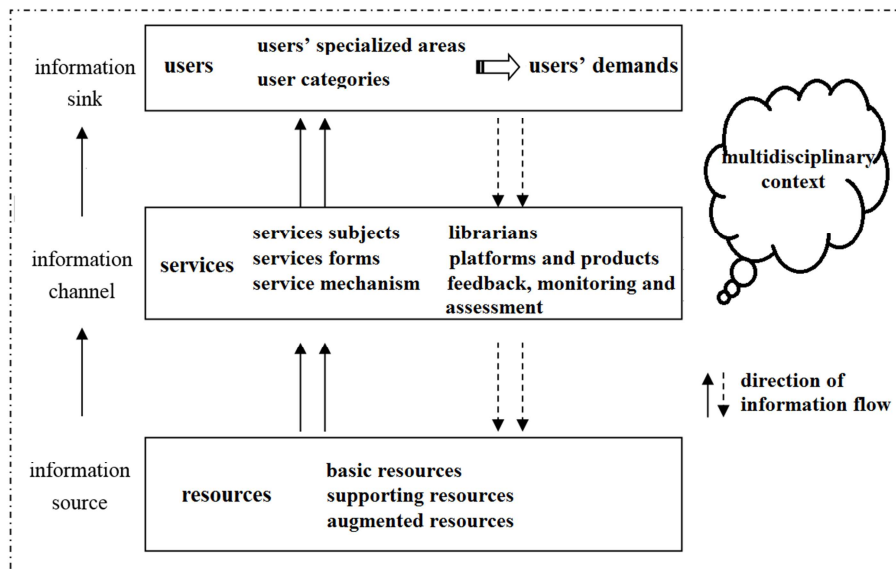 information
sink
users
users' specialized areas
user categories
users' demands
multidisciplinary
context
information
channel
services
services subjects
services forms
service mechanism
librarians
platforms and products
feedback, monitoring and
assessment
direction of
information flow
information
source
resources
basic resources
supporting resources
augmented resources